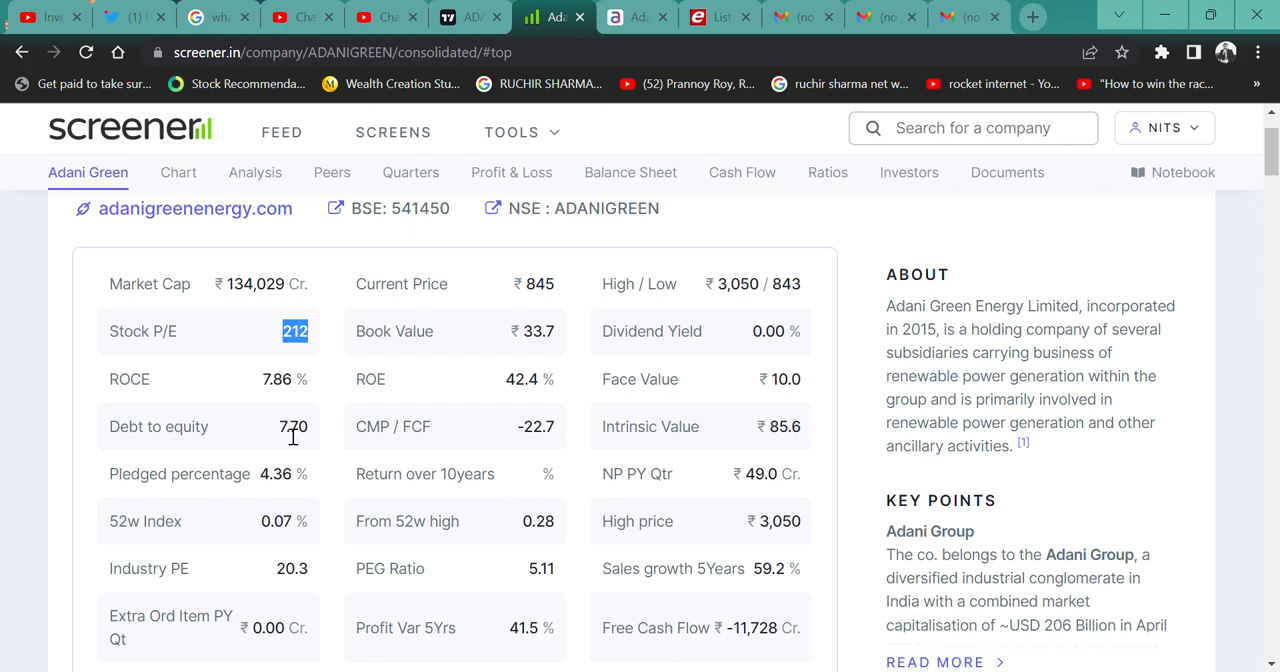 Inve
(1)
wha
Cha
Cha
ADA
Ada
Ada
List
(no
(no
(no
screener.in/company/ADANIGREEN/consolidated/#top
Get paid to take sur...
Stock Recommenda...
Wealth Creation Stu...
RUCHIR SHARMA...
(52) Prannoy Roy, R...
ruchir sharma net w...
rocket internet - Yo...
"How to win the rac...
»
screener
FEED
SCREENS
TOOLS
Search for a company
NITS
Adani Green
Chart
Analysis
Peers
Quarters
Profit & Loss
Balance Sheet
Cash Flow
Ratios
Investors
Documents
Notebook
adanigreenenergy.com
BSE: 541450
NSE : ADANIGREEN
Market Cap ₹ 134,029 Cr.
Current Price ₹ 845
High / Low ₹ 3,050 / 843
Stock P/E 212
Book Value ₹ 33.7
Dividend Yield 0.00 %
ROCE 7.86 %
ROE 42.4 %
Face Value ₹ 10.0
Debt to equity 7.70
CMP / FCF -22.7
Intrinsic Value ₹ 85.6
Pledged percentage 4.36 %
Return over 10years %
NP PY Qtr ₹ 49.0 Cr.
52w Index 0.07 %
From 52w high 0.28
High price ₹ 3,050
Industry PE 20.3
PEG Ratio 5.11
Sales growth 5Years 59.2 %
Extra Ord Item PY
Qt ₹ 0.00 Cr.
Profit Var 5Yrs 41.5 %
Free Cash Flow ₹ -11,728 Cr.
ABOUT
Adani Green Energy Limited, incorporated
in 2015, is a holding company of several
subsidiaries carrying business of
renewable power generation within the
group and is primarily involved in
renewable power generation and other
ancillary activities. [1]
KEY POINTS
Adani Group
The co. belongs to the Adani Group, a
diversified industrial conglomerate in
India with a combined market
capitalisation of ~USD 206 Billion in April
READ MORE